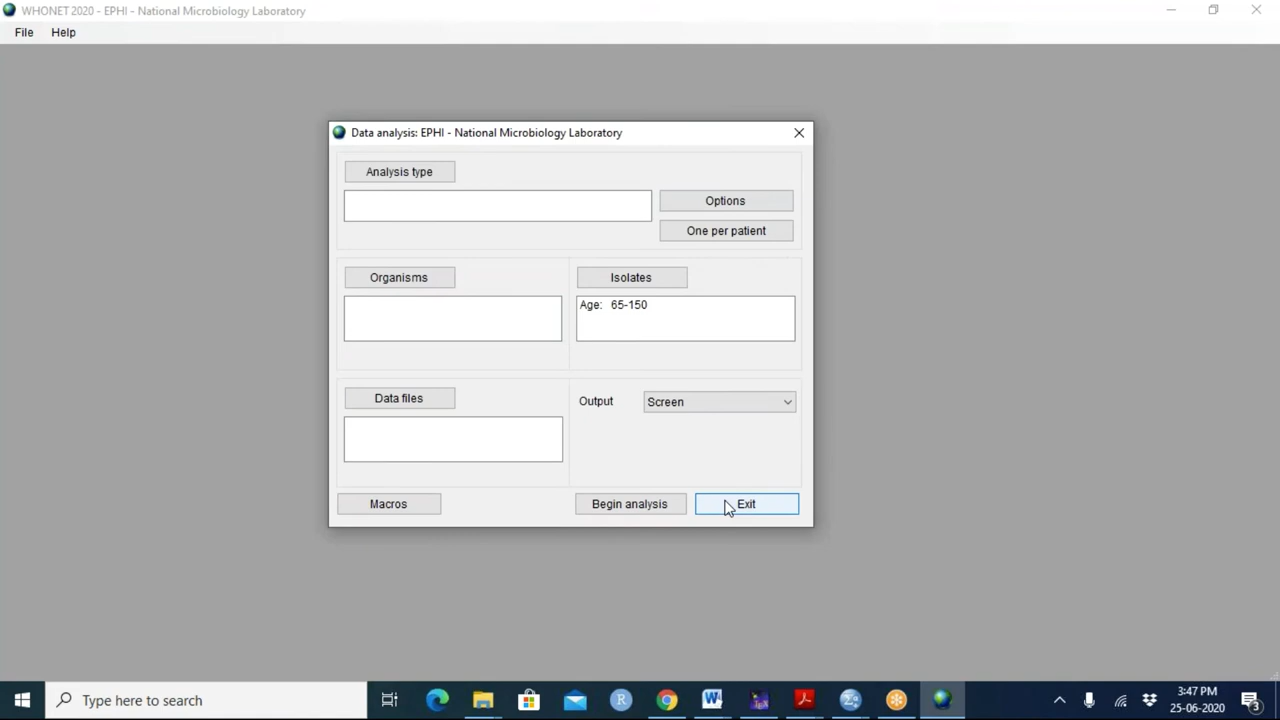 WHONET 2020 - EPHI - National Microbiology Laboratory
File Help
Data analysis: EPHI - National Microbiology Laboratory
Analysis type
Options
One per patient
Organisms
Isolates
Age: 65-150
Data files
Output
Screen
Macros
Begin analysis
Exit
Type here to search
3:47 PM
25-06-2020
3